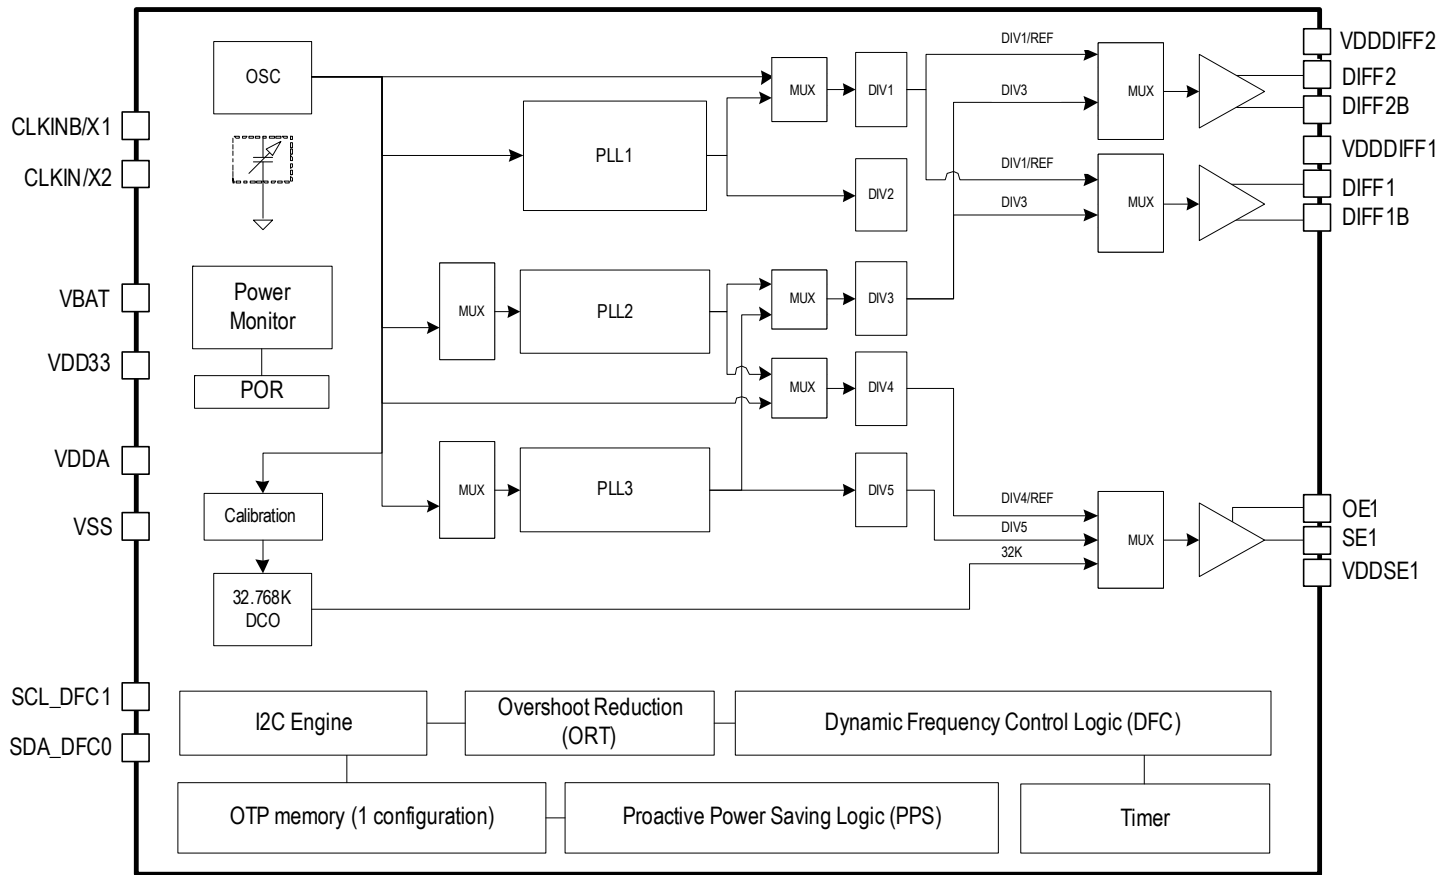 VDDDIFF2
DIV1/REF
OSC
DIFF2
MUX
DIV1
MUX
DIV3
DIFF2B
CLKINB/X1
VDDDIFF1
PLL1
CLKIN/X2
DIV1/REF
DIFF1
DIV2
MUX
DIV3
DIFF1B
VBAT
Power
Monitor
MUX
PLL2
MUX
DIV3
VDD33
POR
MUX
DIV4
VDDA
MUX
PLL3
DIV5
DIV4/REF
OE1
Calibration
VSS
DIV5
MUX
SE1
32K
VDDSE1
32.768K
DCO
SCL_DFC1
I2C Engine
Overshoot Reduction
(ORT)
Dynamic Frequency Control Logic (DFC)
SDA_DFC0
OTP memory (1 configuration)
Proactive Power Saving Logic (PPS)
Timer